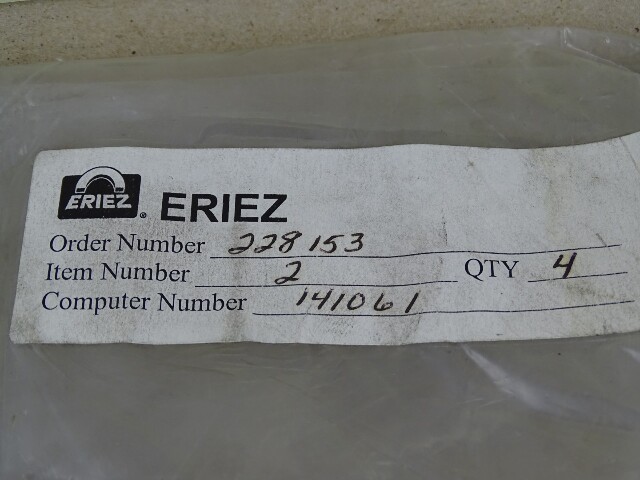 ERIEZ® ERIEZ
Order Number 228153
Item Number 2 QTY 4
Computer Number 141061